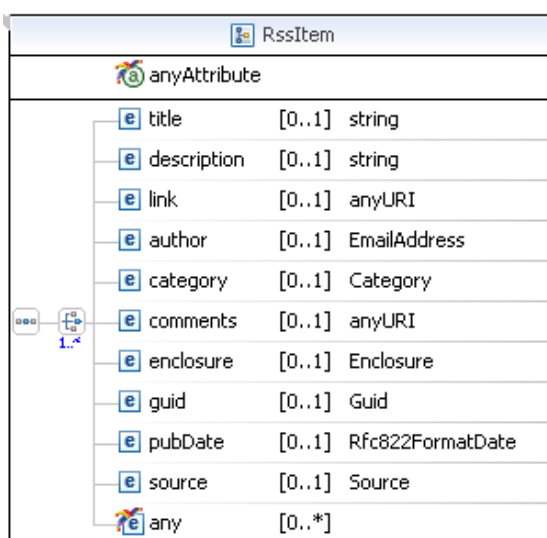 RssItem
anyAttribute
e title [0..1] string
e description [0..1] string
e link [0..1] anyURI
e author [0..1] EmailAddress
e category [0..1] Category
e comments [0..1] anyURI
1..*
e enclosure [0..1] Enclosure
e guid [0..1] Guid
e pubDate [0..1] Rfc822FormatDate
e source [0..1] Source
e any [0..*]